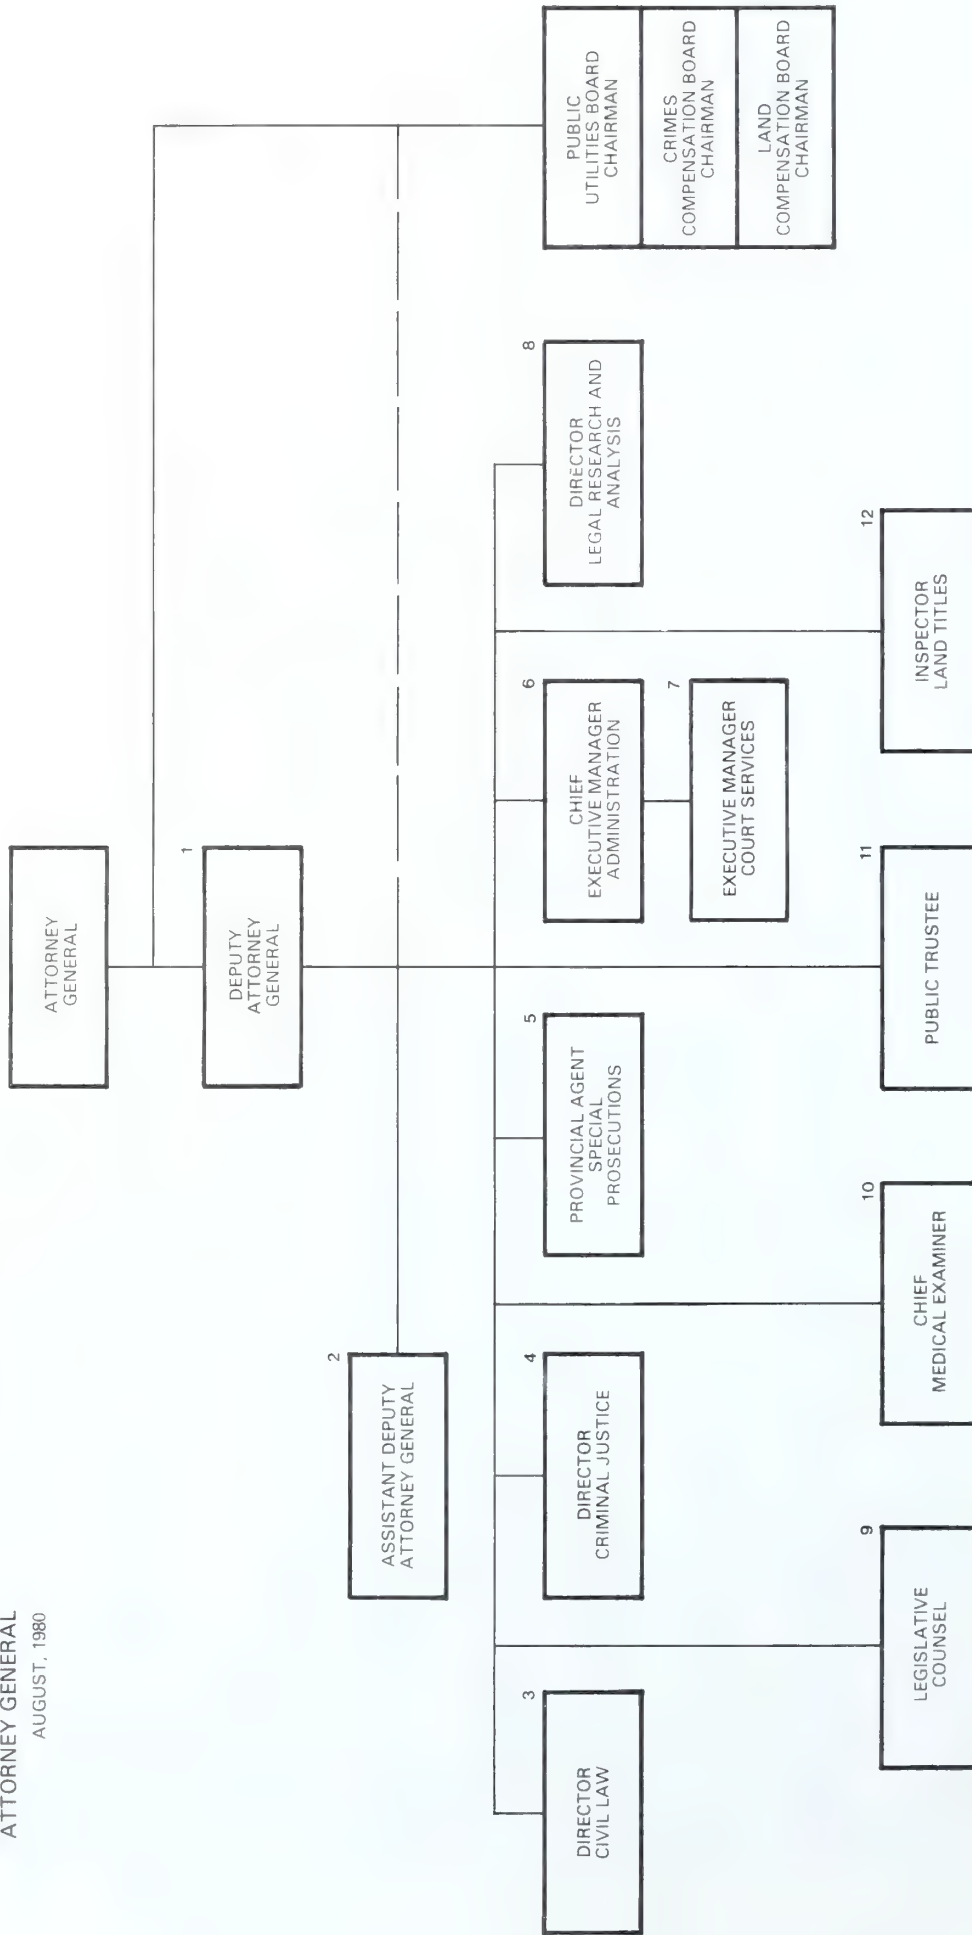 ATTORNEY GENERAL
AUGUST, 1980
ATTORNEY
GENERAL
1
DEPUTY
ATTORNEY
GENERAL
2
ASSISTANT DEPUTY
ATTORNEY GENERAL
3
DIRECTOR
CIVIL LAW
4
DIRECTOR
CRIMINAL JUSTICE
5
PROVINCIAL AGENT
SPECIAL
PROSECUTIONS
6
CHIEF
EXECUTIVE MANAGER
ADMINISTRATION
7
EXECUTIVE MANAGER
COURT SERVICES
8
DIRECTOR
LEGAL RESEARCH AND
ANALYSIS
PUBLIC
UTILITIES BOARD
CHAIRMAN
CRIMES
COMPENSATION BOARD
CHAIRMAN
LAND
COMPENSATION BOARD
CHAIRMAN
9
LEGISLATIVE
COUNSEL
10
CHIEF
MEDICAL EXAMINER
11
PUBLIC TRUSTEE
12
INSPECTOR
LAND TITLES